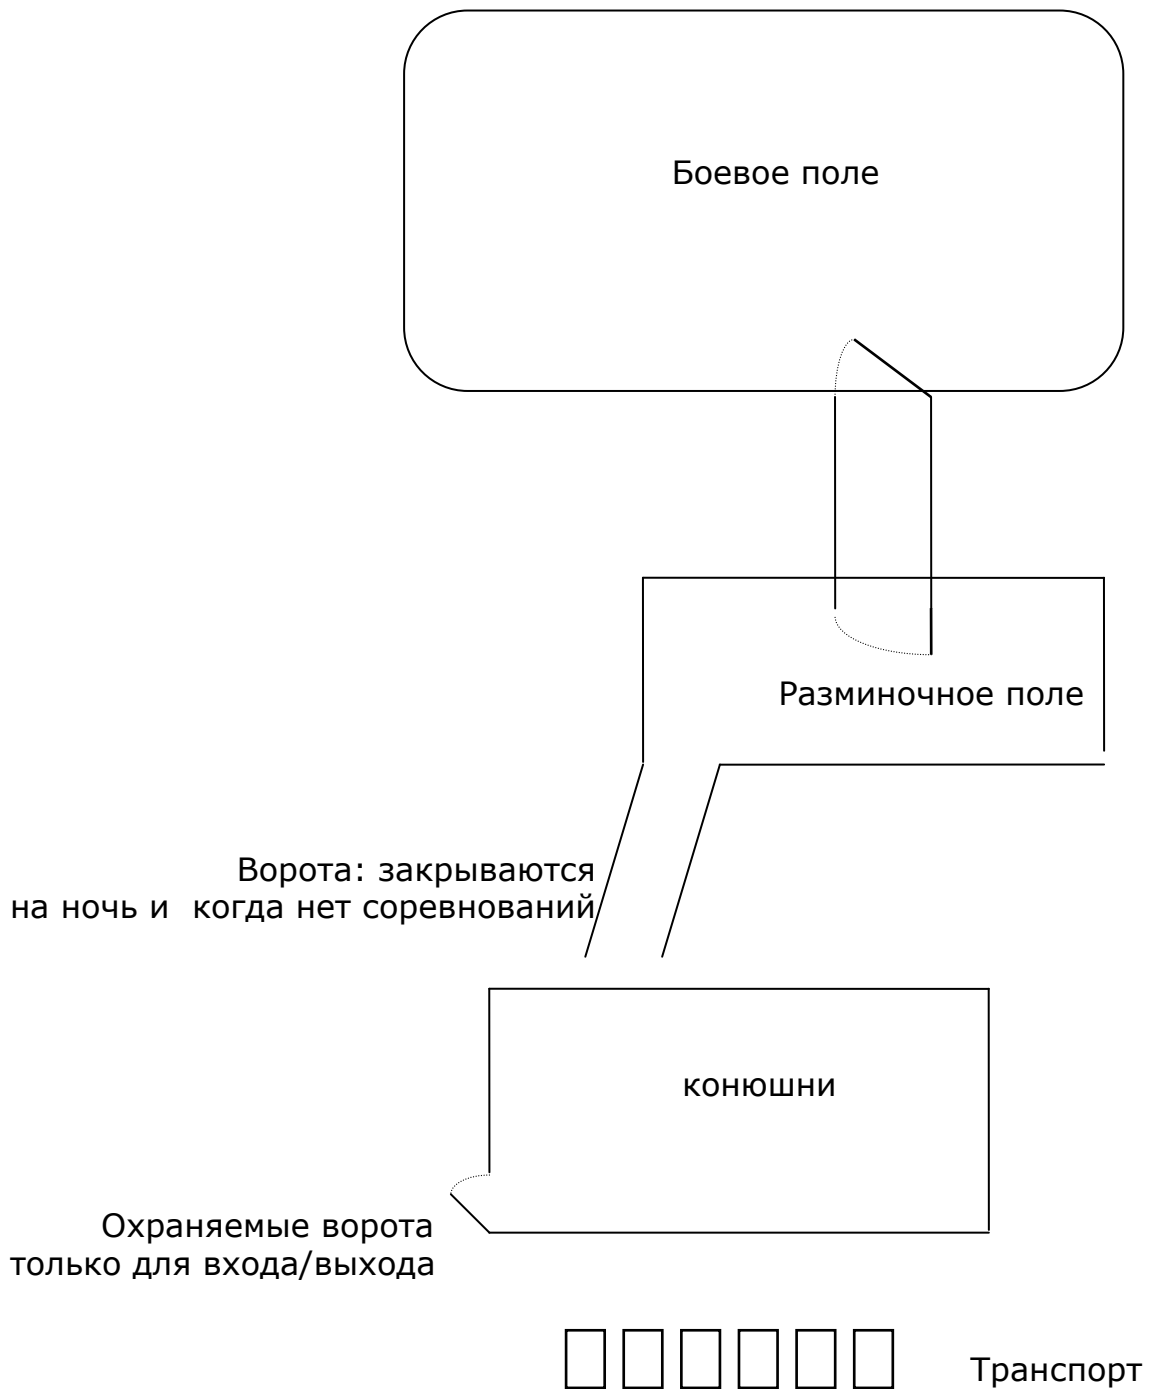 Боевое поле
Разминочное поле
Ворота: закрываются
на ночь и  когда нет соревнований
конюшни
Охраняемые ворота
только для входа/выхода
Транспорт